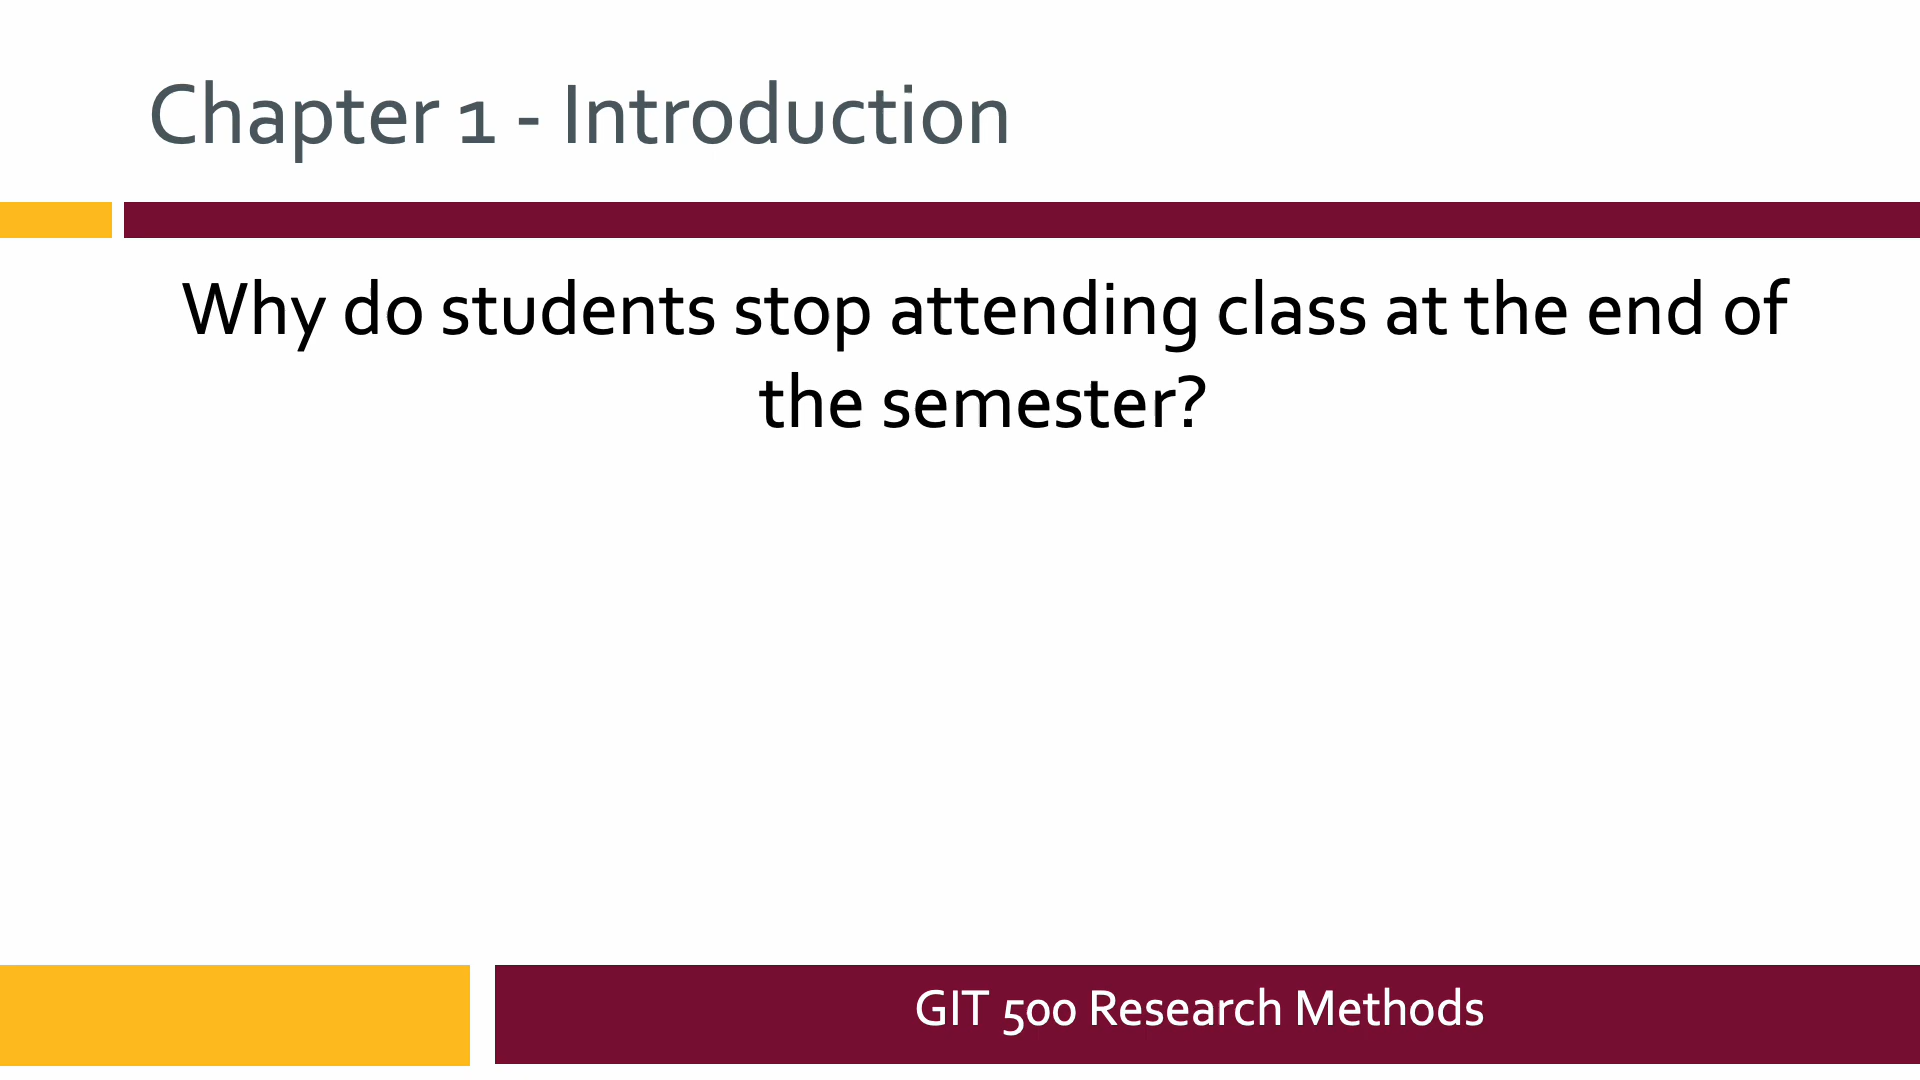 Chapter 1 - Introduction
Why do students stop attending class at the end of
the semester?
GIT 500 Research Methods